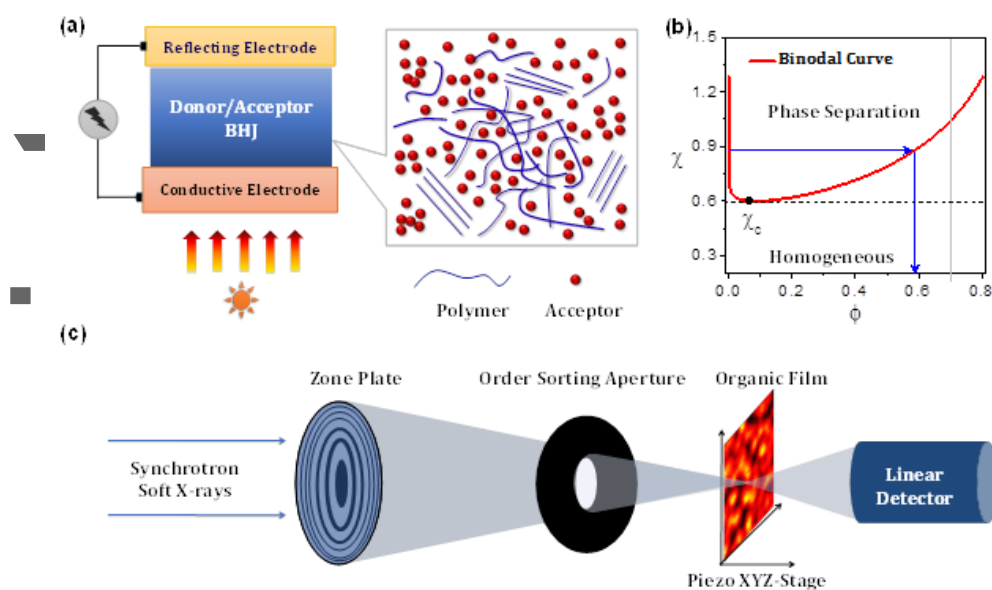 (a)
Reflecting Electrode
Donor/Acceptor
BHJ
Conductive Electrode
Polymer
Acceptor
(b)
1.5
1.2
0.9
0.6
0.3
χ
Binodal Curve
Phase Separation
χc
Homogeneous
0.0 0.2 0.4 0.6 0.8
ϕ
(c)
Zone Plate
Order Sorting Aperture
Organic Film
Synchrotron
Soft X-rays
Linear
Detector
Piezo XYZ-Stage